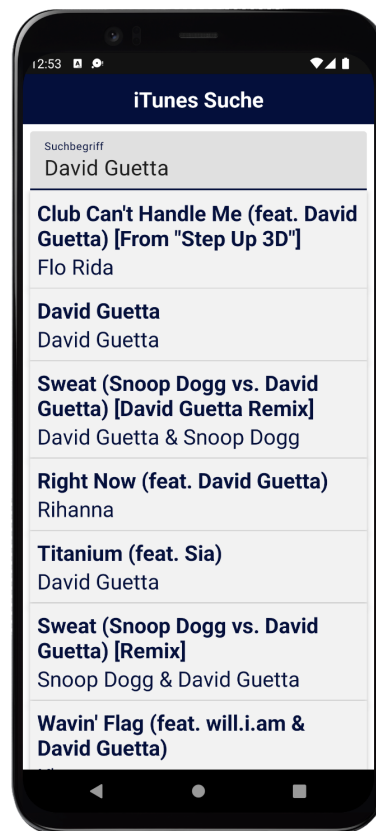 12:53
iTunes Suche
Suchbegriff
David Guetta
Club Can't Handle Me (feat. David
Guetta) [From "Step Up 3D"]
Flo Rida
David Guetta
David Guetta
Sweat (Snoop Dogg vs. David
Guetta) [David Guetta Remix]
David Guetta & Snoop Dogg
Right Now (feat. David Guetta)
Rihanna
Titanium (feat. Sia)
David Guetta
Sweat (Snoop Dogg vs. David
Guetta) [Remix]
Snoop Dogg & David Guetta
Wavin' Flag (feat. will.i.am &
David Guetta)